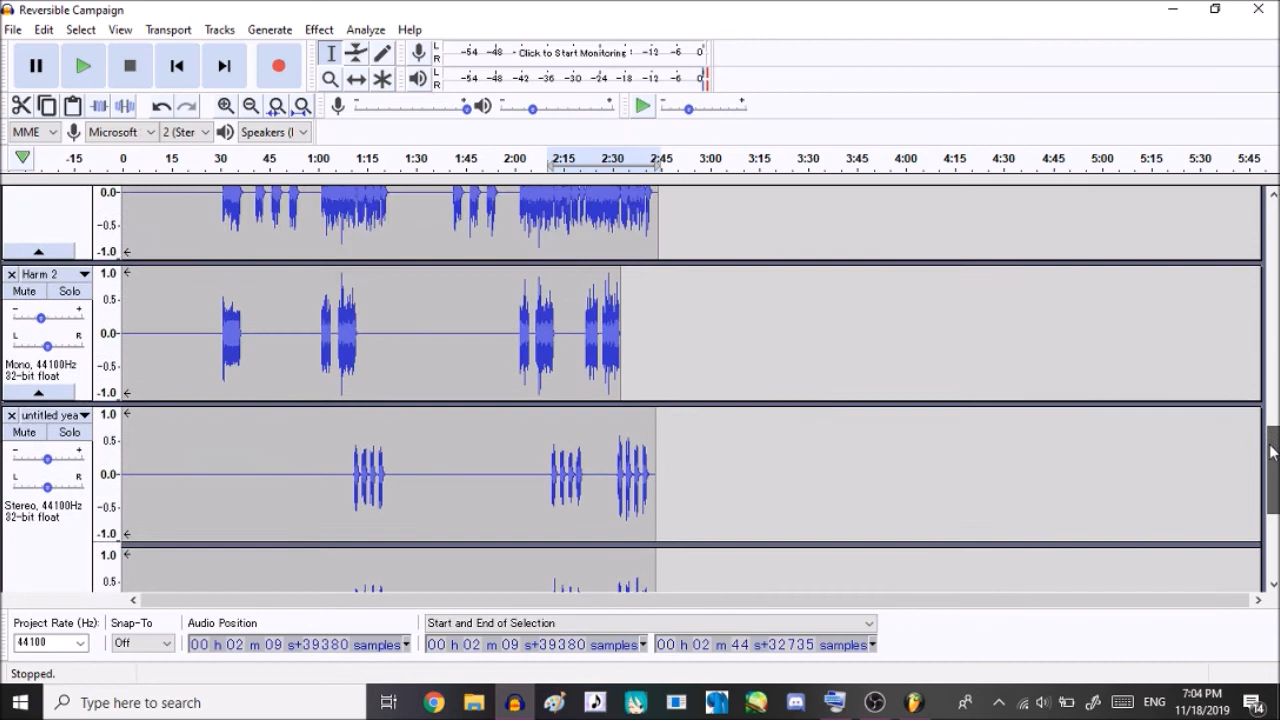 Reversible Campaign
File Edit Select View Transport Tracks Generate Effect Analyze Help
L R -54 -48 - Click to Start Monitoring ! -12 -6 0
L R -54 -48 -42 -36 -30 -24 -18 -12 -6 0
- + - + - +
MME Microsoft 2 (Ster Speakers (
-15 0 15 30 45 1:00 1:15 1:30 1:45 2:00 2:15 2:30 2:45 3:00 3:15 3:30 3:45 4:00 4:15 4:30 4:45 5:00 5:15 5:30 5:45
0.0
-0.5
-1.0
× Harm 2 1.0
Mute Solo
- + 0.5
L R 0.0
Mono, 44100Hz -0.5
32-bit float
-1.0
× untitled yea 1.0
Mute Solo
- + 0.5
L R 0.0
Stereo, 44100Hz -0.5
32-bit float
-1.0
1.0
0.5
Project Rate (Hz): Snap-To Audio Position Start and End of Selection
44100 Off 00 h 02 m 09 s+39380 samples 00 h 02 m 09 s+39380 samples 00 h 02 m 44 s+32735 samples
Stopped.
Type here to search
ENG
7:04 PM
11/18/2019
14